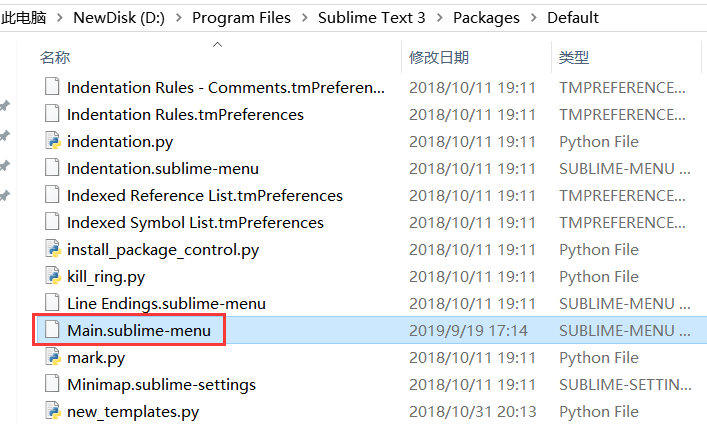 此电脑 > NewDisk (D:) > Program Files > Sublime Text 3 > Packages > Default
名称 修改日期 类型
Indentation Rules - Comments.tmPreferen... 2018/10/11 19:11 TMPREFERENCE...
Indentation Rules.tmPreferences 2018/10/11 19:11 TMPREFERENCE...
indentation.py 2018/10/11 19:11 Python File
Indentation.sublime-menu 2018/10/11 19:11 SUBLIME-MENU ...
Indexed Reference List.tmPreferences 2018/10/11 19:11 TMPREFERENCE...
Indexed Symbol List.tmPreferences 2018/10/11 19:11 TMPREFERENCE...
install_package_control.py 2018/10/11 19:11 Python File
kill_ring.py 2018/10/11 19:11 Python File
Line Endings.sublime-menu 2018/10/11 19:11 SUBLIME-MENU ...
Main.sublime-menu 2019/9/19 17:14 SUBLIME-MENU ...
mark.py 2018/10/11 19:11 Python File
Minimap.sublime-settings 2018/10/11 19:11 SUBLIME-SETTIN...
new_templates.py 2018/10/31 20:13 Python File